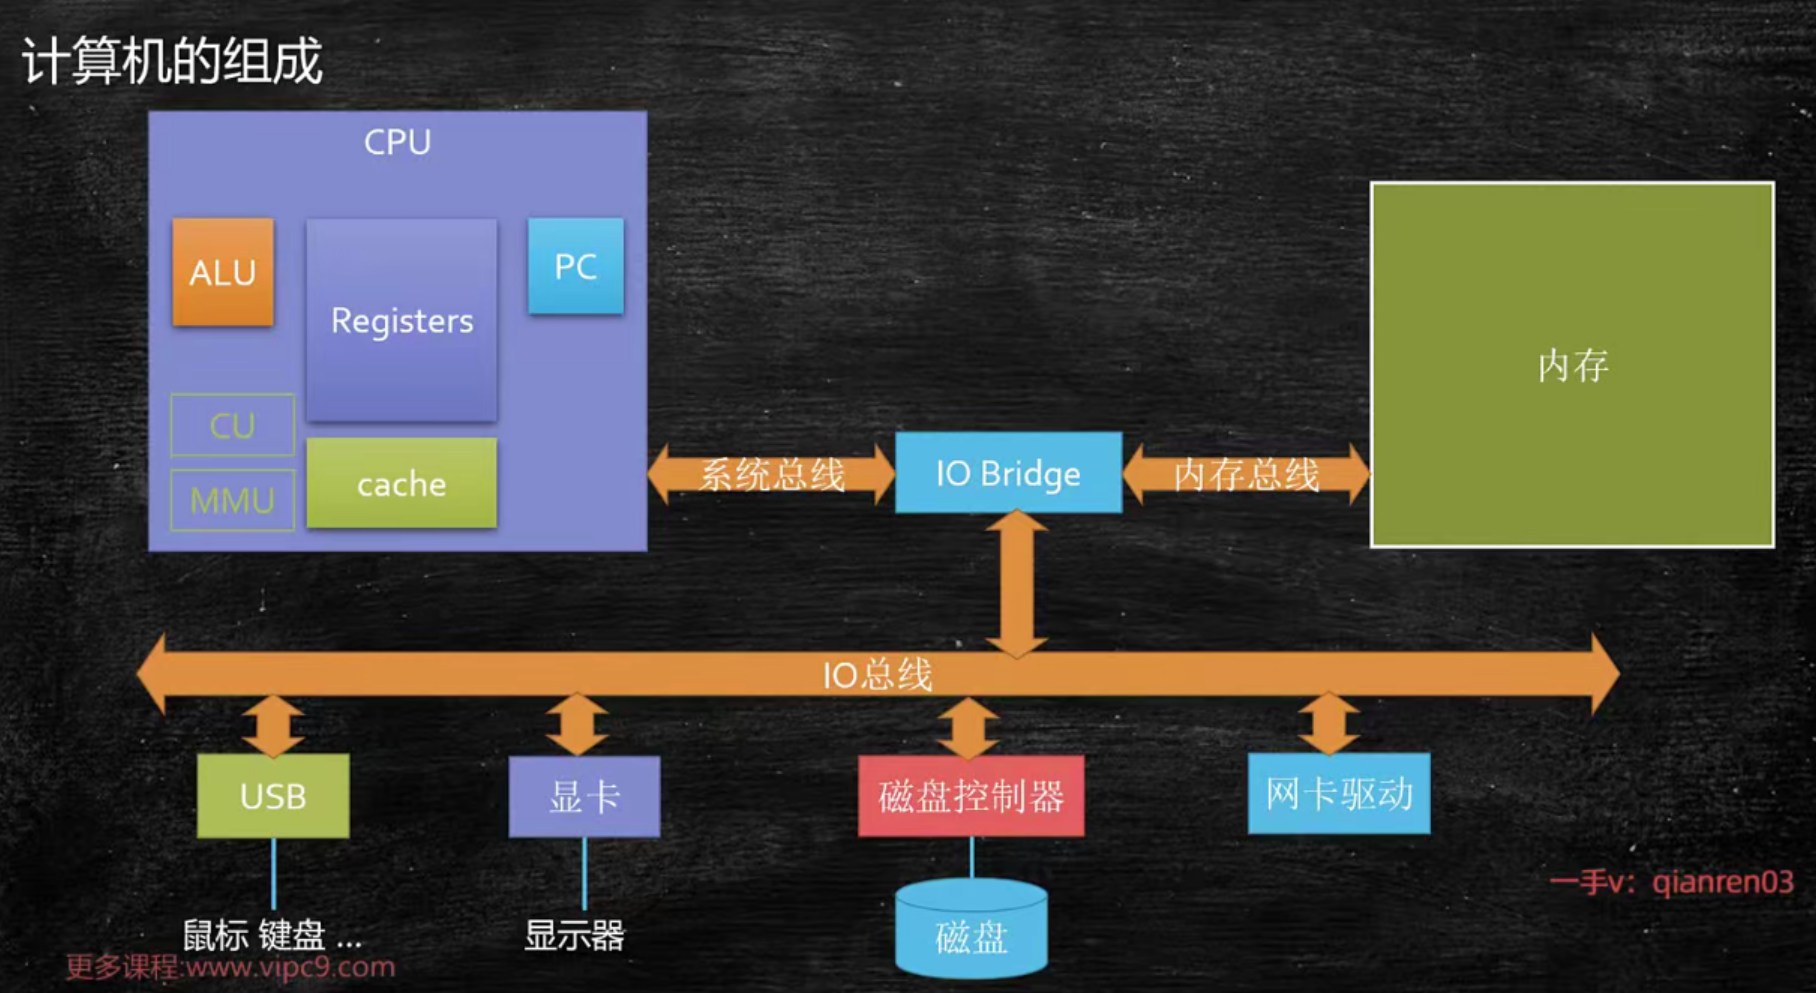 计算机的组成
CPU
ALU
Registers
PC
CU
MMU
cache
系统总线
IO Bridge
内存总线
内存
IO总线
USB
显卡
磁盘控制器
网卡驱动
鼠标 键盘 ...
显示器
磁盘
一手v：qianren03
更多课程:www.vipc9.com